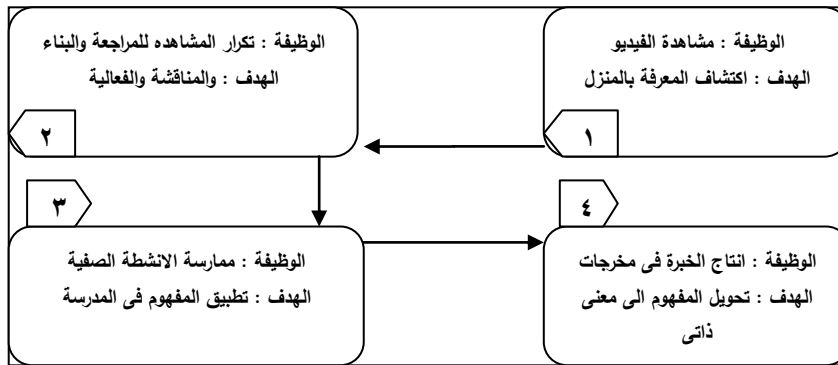 الوظيفة : مشاهدة الفيديو
الهدف : اكتشاف المعرفة بالمنزل
١
الوظيفة : تكرار المشاهده للمراجعة والبناء
الهدف : والمناقشة والفعالية
٢
٣
الوظيفة : ممارسة الانشطة الصفية
الهدف : تطبيق المفهوم فى المدرسة
٤
الوظيفة : انتاج الخبرة فى مخرجات
الهدف : تحويل المفهوم الى معنى
ذاتى